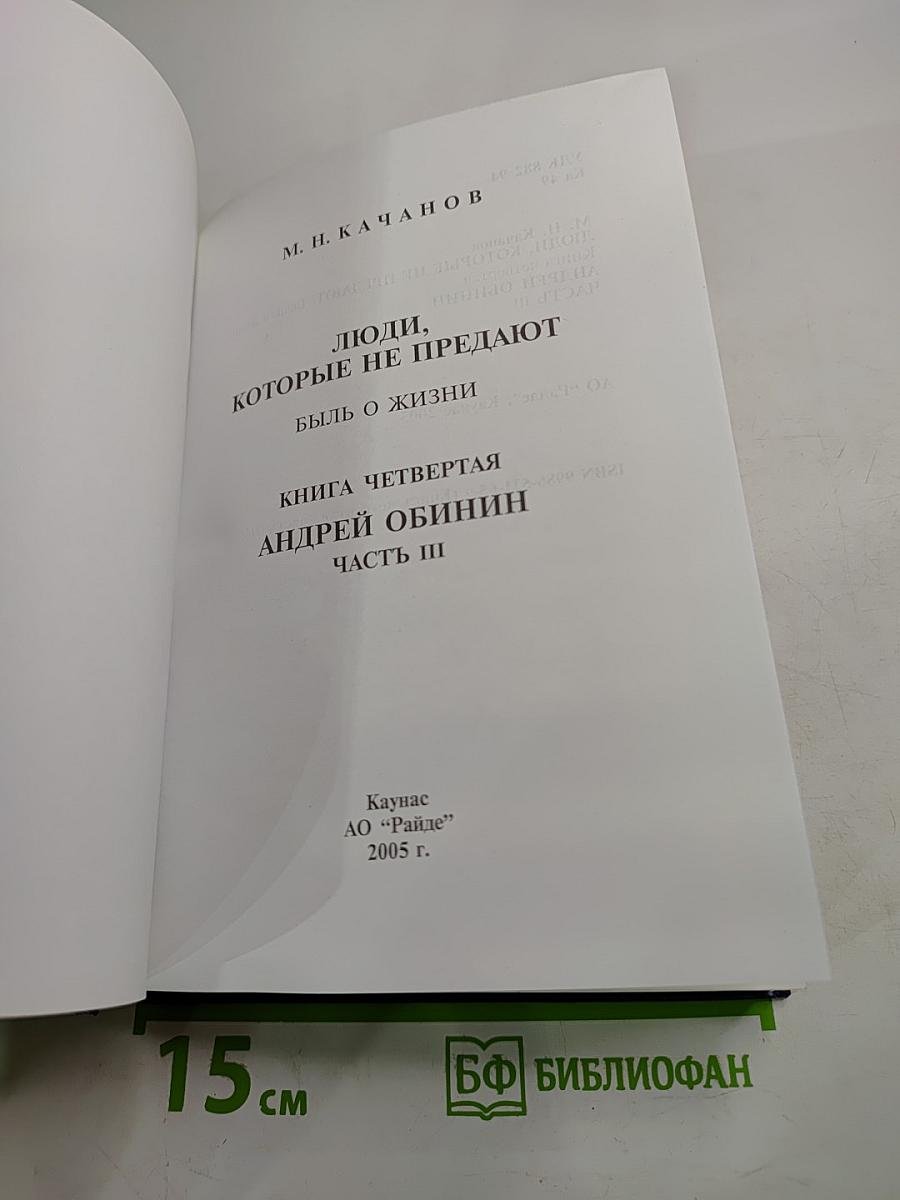 М. Н. КАЧАНОВ
ЛЮДИ,
КОТОРЫЕ НЕ ПРЕДАЮТ
БЫЛЬ О ЖИЗНИ
КНИГА ЧЕТВЕРТАЯ
АНДРЕЙ ОБИНИН
ЧАСТЬ III
Каунас
АО “Райде”
2005 г.
15 см
БФ БИБЛИОФАН